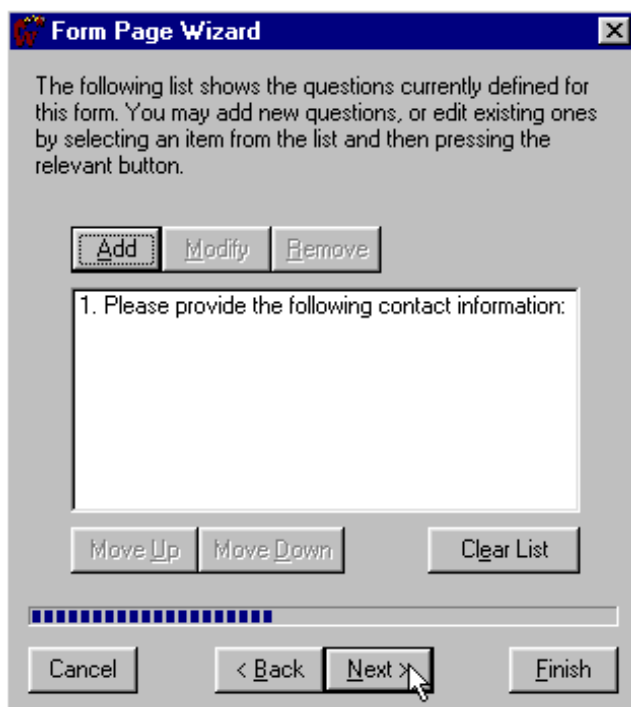 Form Page Wizard
The following list shows the questions currently defined for
this form. You may add new questions, or edit existing ones
by selecting an item from the list and then pressing the
relevant button.
Add Modify Remove
1. Please provide the following contact information:
Move Up Move Down Clear List
Cancel < Back Next > Finish